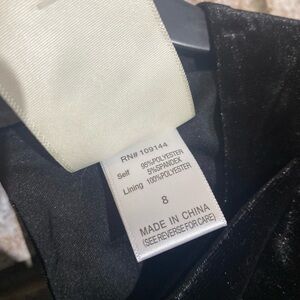 RN# 109144
Self 95%POLYESTER
5%SPANDEX
Lining 100%POLYESTER
8
MADE IN CHINA
(SEE REVERSE FOR CARE)